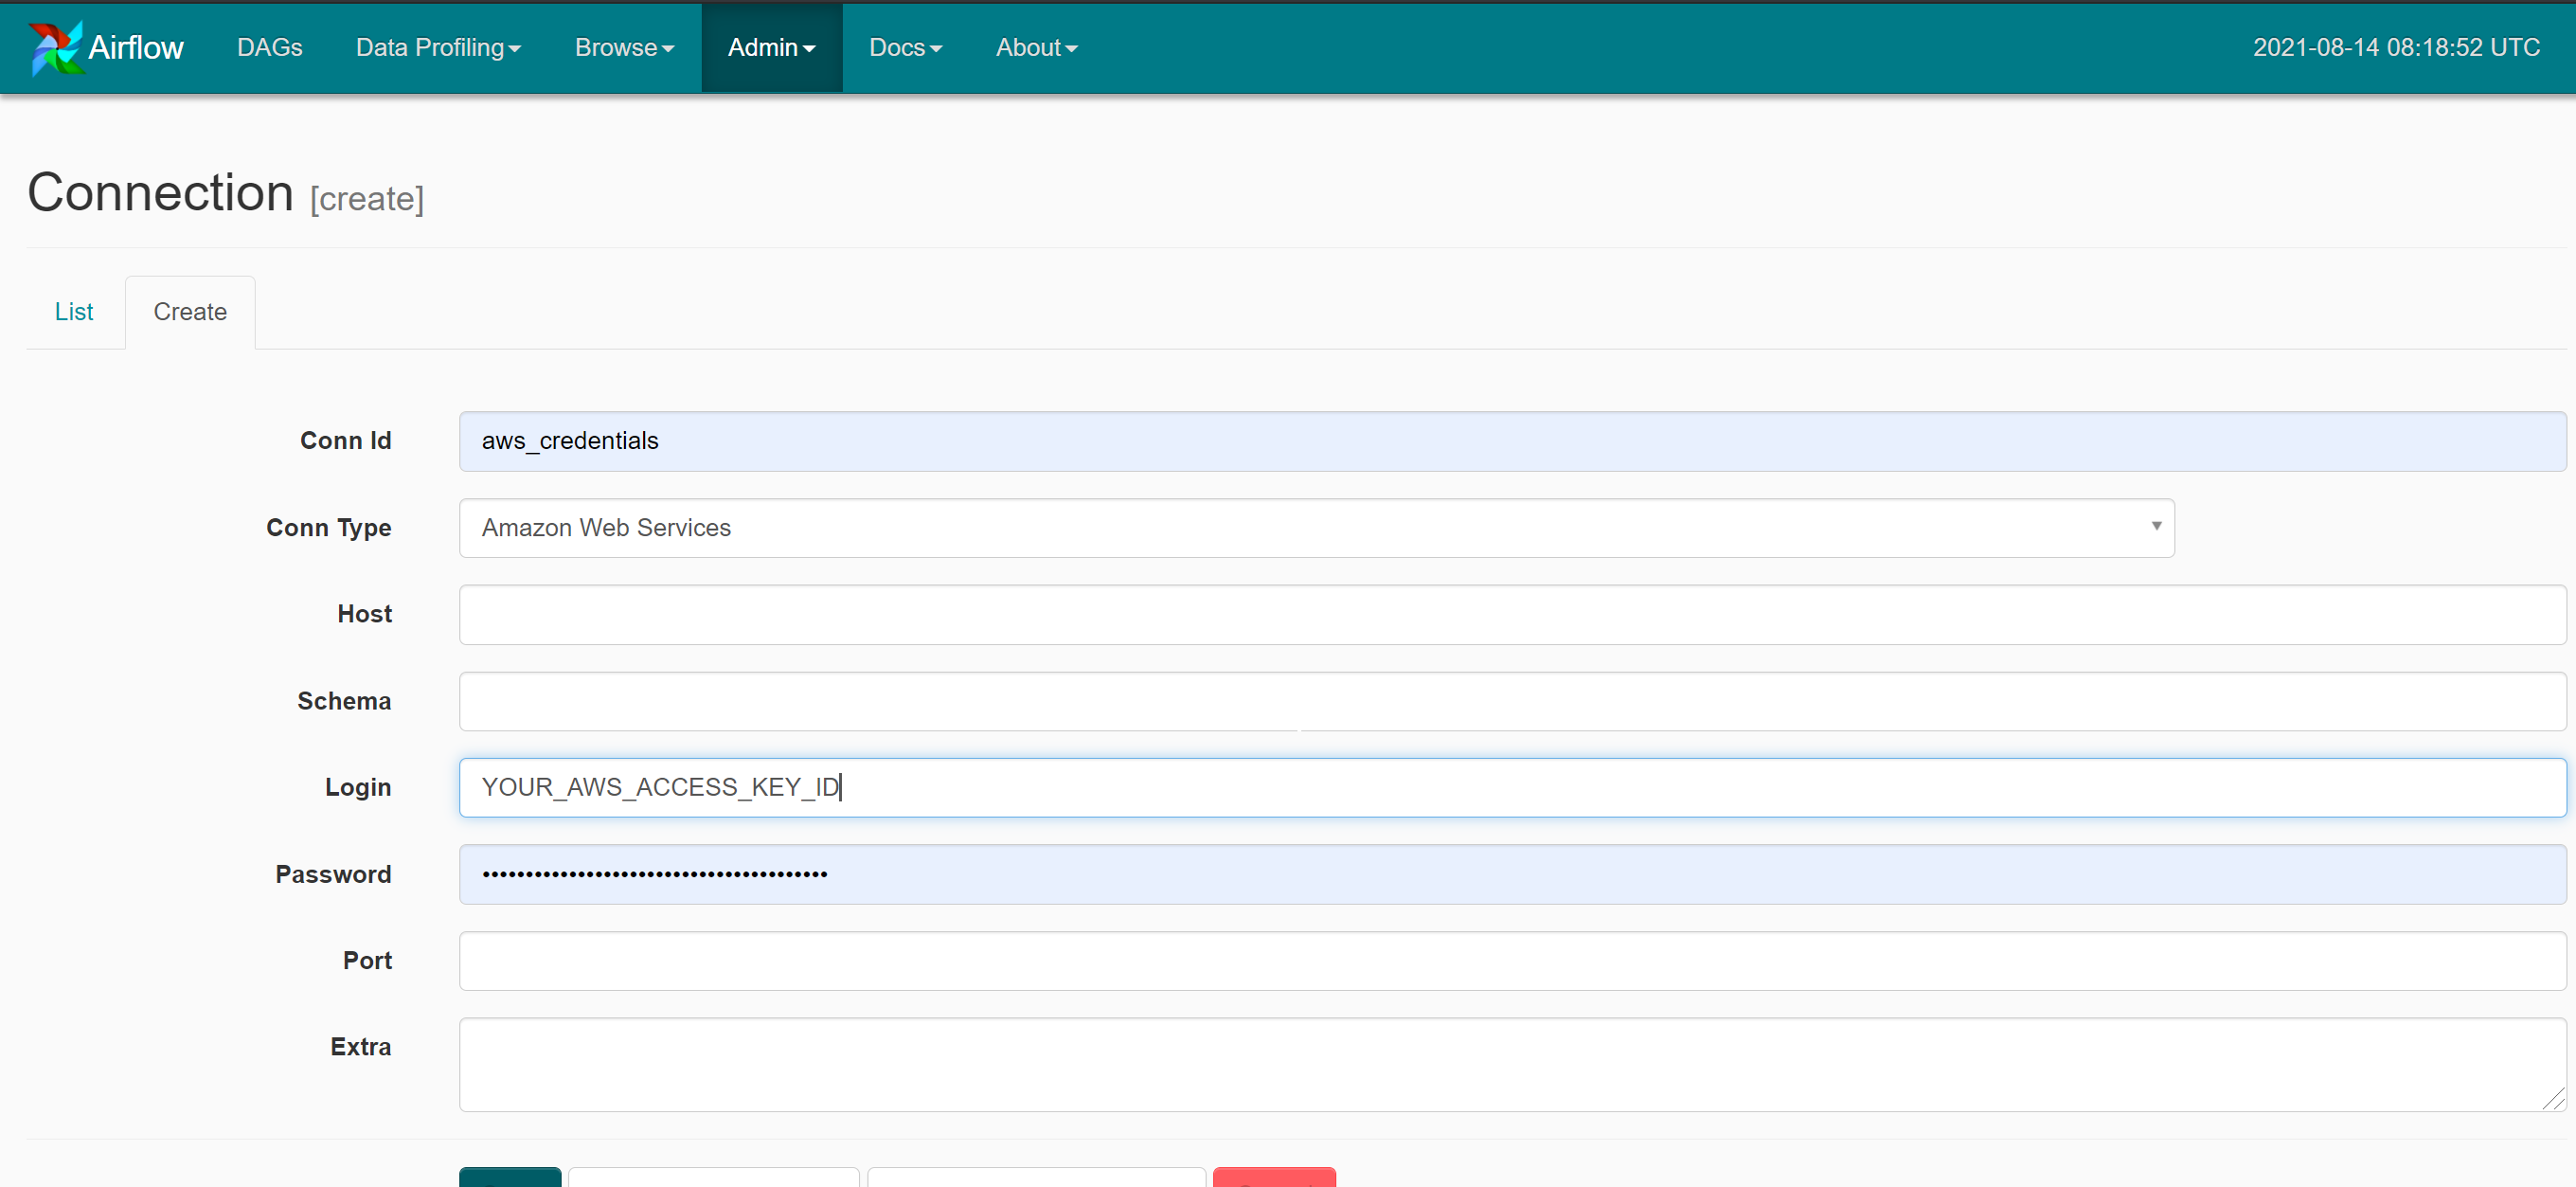 Airflow DAGs Data Profiling Browse Admin Docs About 2021-08-14 08:18:52 UTC
Connection [create]
List Create
Conn Id aws_credentials
Conn Type Amazon Web Services
Host
Schema
Login YOUR_AWS_ACCESS_KEY_ID
Password ••••••••••••••••••••••••••••••••••••••••
Port
Extra